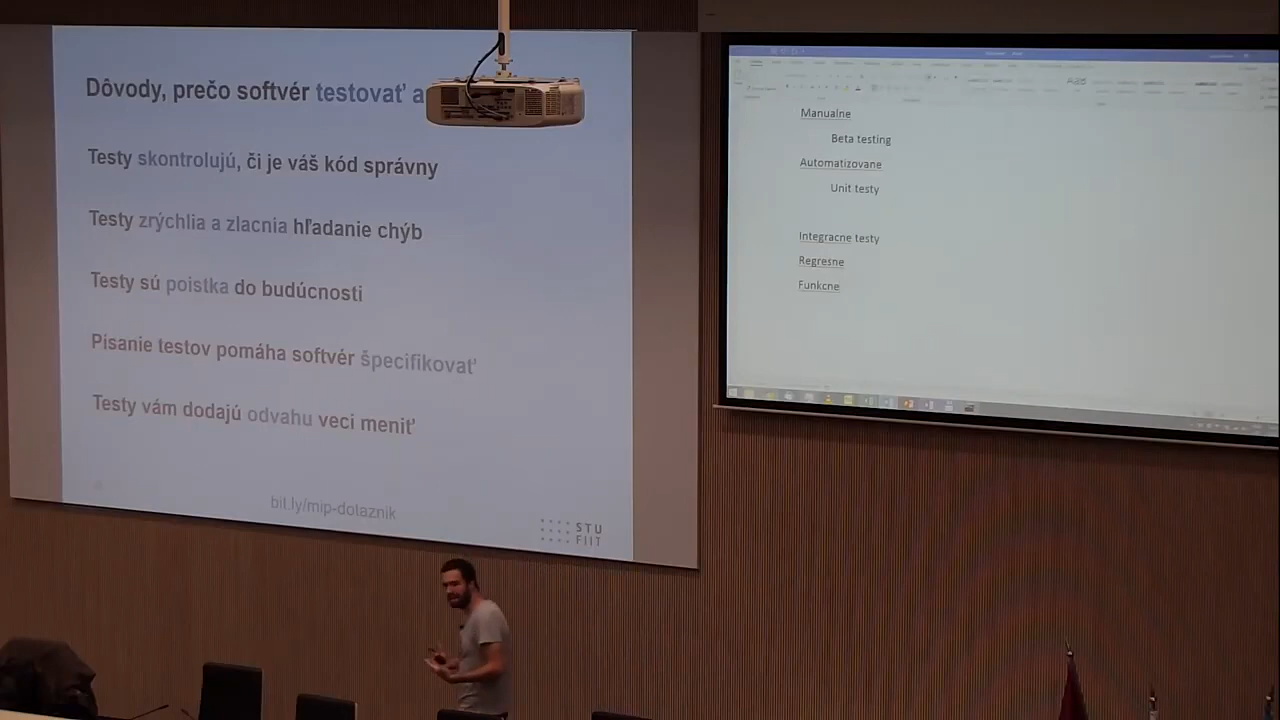 Dôvody, prečo softvér testovať a
Testy skontrolujú, či je váš kód správny
Testy zrýchlia a zlacnia hľadanie chýb
Testy sú poistka do budúcnosti
Písanie testov pomáha softvér špecifikovať
Testy vám dodajú odvahu veci meniť
bit.ly/mip-dotaznik
STU
FIIT
Manualne
Beta testing
Automatizovane
Unit testy
Integracne testy
Regresne
Funkcne